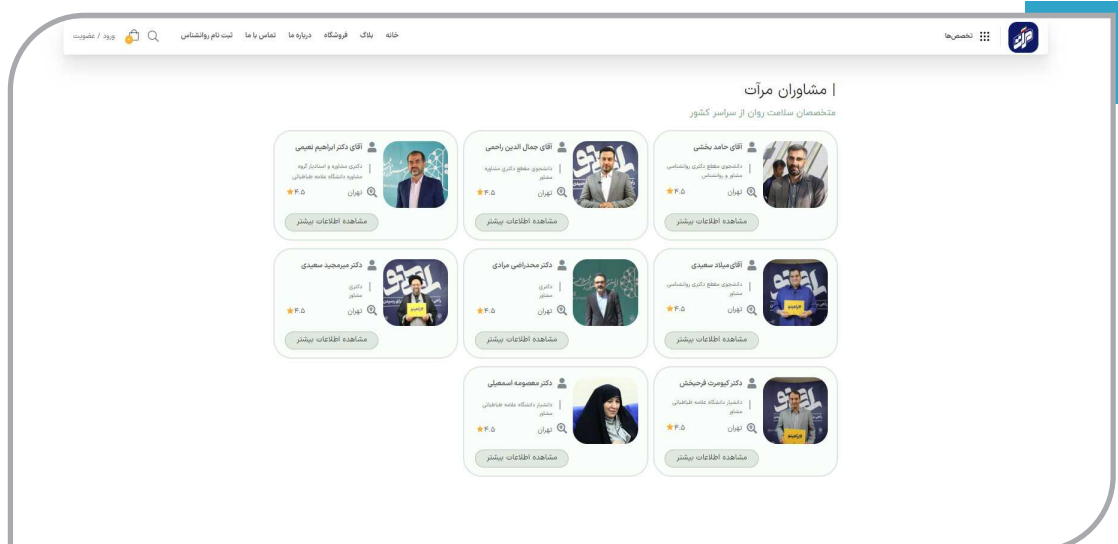 تخصص‌ها
خانه بلاگ فروشگاه درباره ما تماس با ما ثبت نام روانشناس
ورود / عضویت
مشاوران مرآت
متخصصان سلامت روان از سراسر کشور
آقای حامد بخشی
دانشجوی مقطع دکتری روانشناسی
مشاور و روانشناس
تهران
۴.۵
مشاهده اطلاعات بیشتر
آقای جمال الدین راحمی
دانشجوی مقطع دکتری مشاوره
مشاور
تهران
۴.۵
مشاهده اطلاعات بیشتر
آقای دکتر ابراهیم نعیمی
دکتری مشاوره و استادیار گروه
مشاوره دانشگاه علامه طباطبائی
تهران
۴.۵
مشاهده اطلاعات بیشتر
آقای میلاد سعیدی
دانشجوی مقطع دکتری روانشناسی
مشاور
تهران
۴.۵
مشاهده اطلاعات بیشتر
دکتر محدراضی مرادی
دکتری
مشاور
تهران
۴.۵
مشاهده اطلاعات بیشتر
دکتر میرمجید سعیدی
دکتری
مشاور
تهران
۴.۵
مشاهده اطلاعات بیشتر
دکتر کیومرث فرحبخش
دانشیار دانشگاه علامه طباطبائی
مشاور
تهران
۴.۵
مشاهده اطلاعات بیشتر
دکتر معصومه اسمعیلی
دانشیار دانشگاه علامه طباطبائی
مشاور
تهران
۴.۵
مشاهده اطلاعات بیشتر